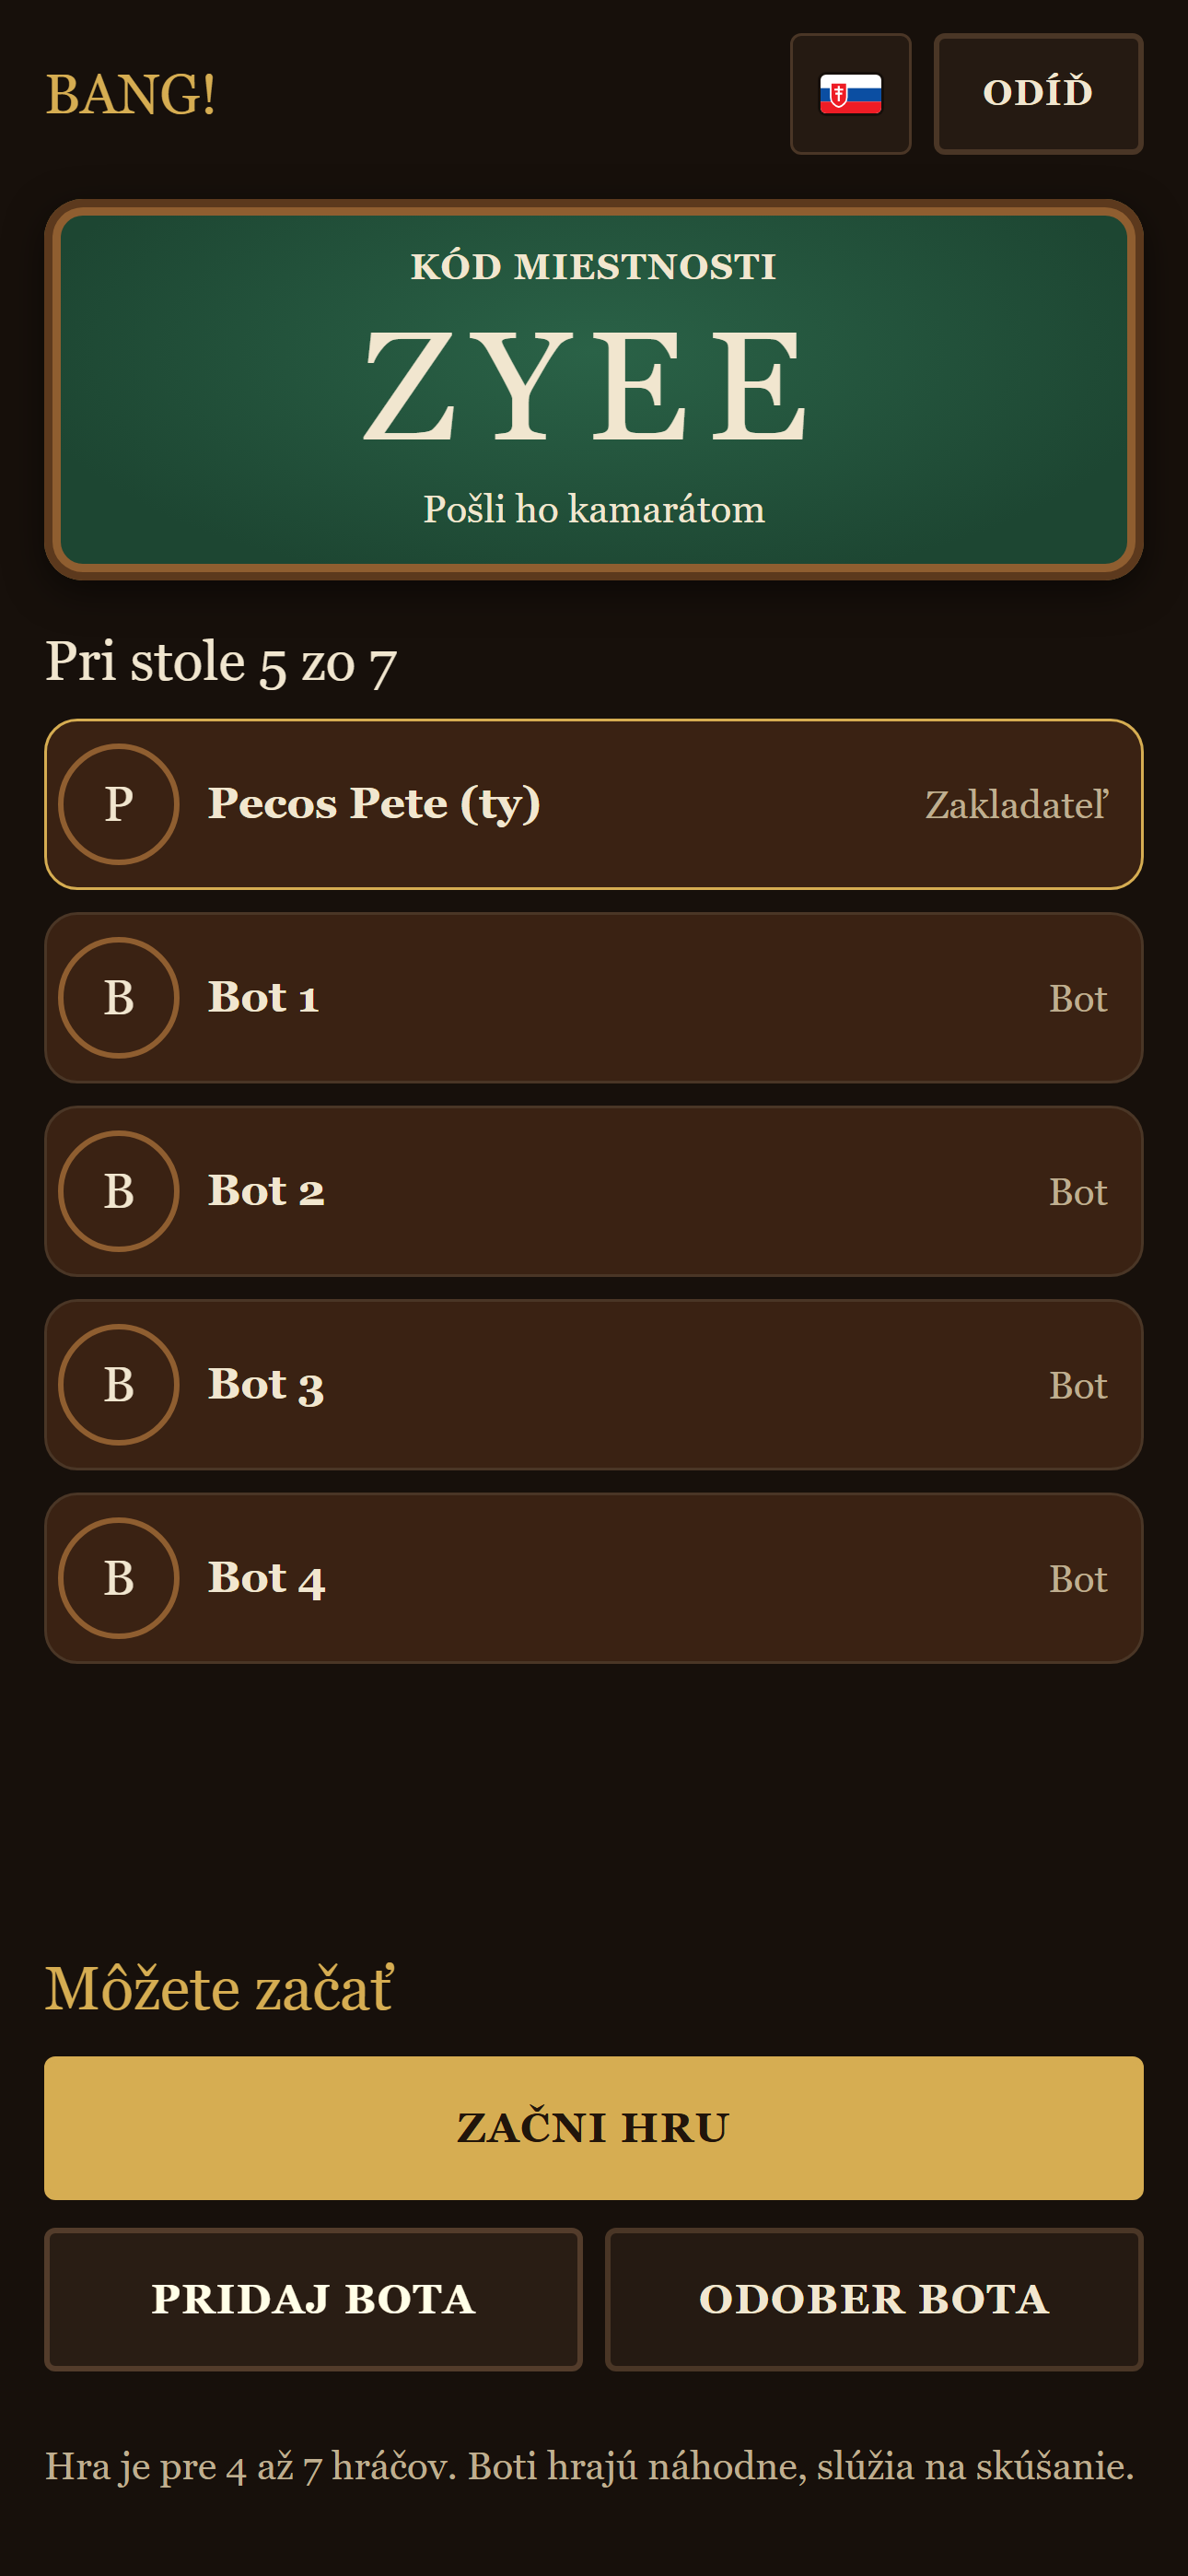 BANG!
ODÍĎ
KÓD MIESTNOSTI
ZYEE
Pošli ho kamarátom
Pri stole 5 zo 7
P
Pecos Pete (ty)
Zakladateľ
B
Bot 1
Bot
B
Bot 2
Bot
B
Bot 3
Bot
B
Bot 4
Bot
Môžete začať
ZAČNI HRU
PRIDAJ BOTA
ODOBER BOTA
Hra je pre 4 až 7 hráčov. Boti hrajú náhodne, slúžia na skúšanie.